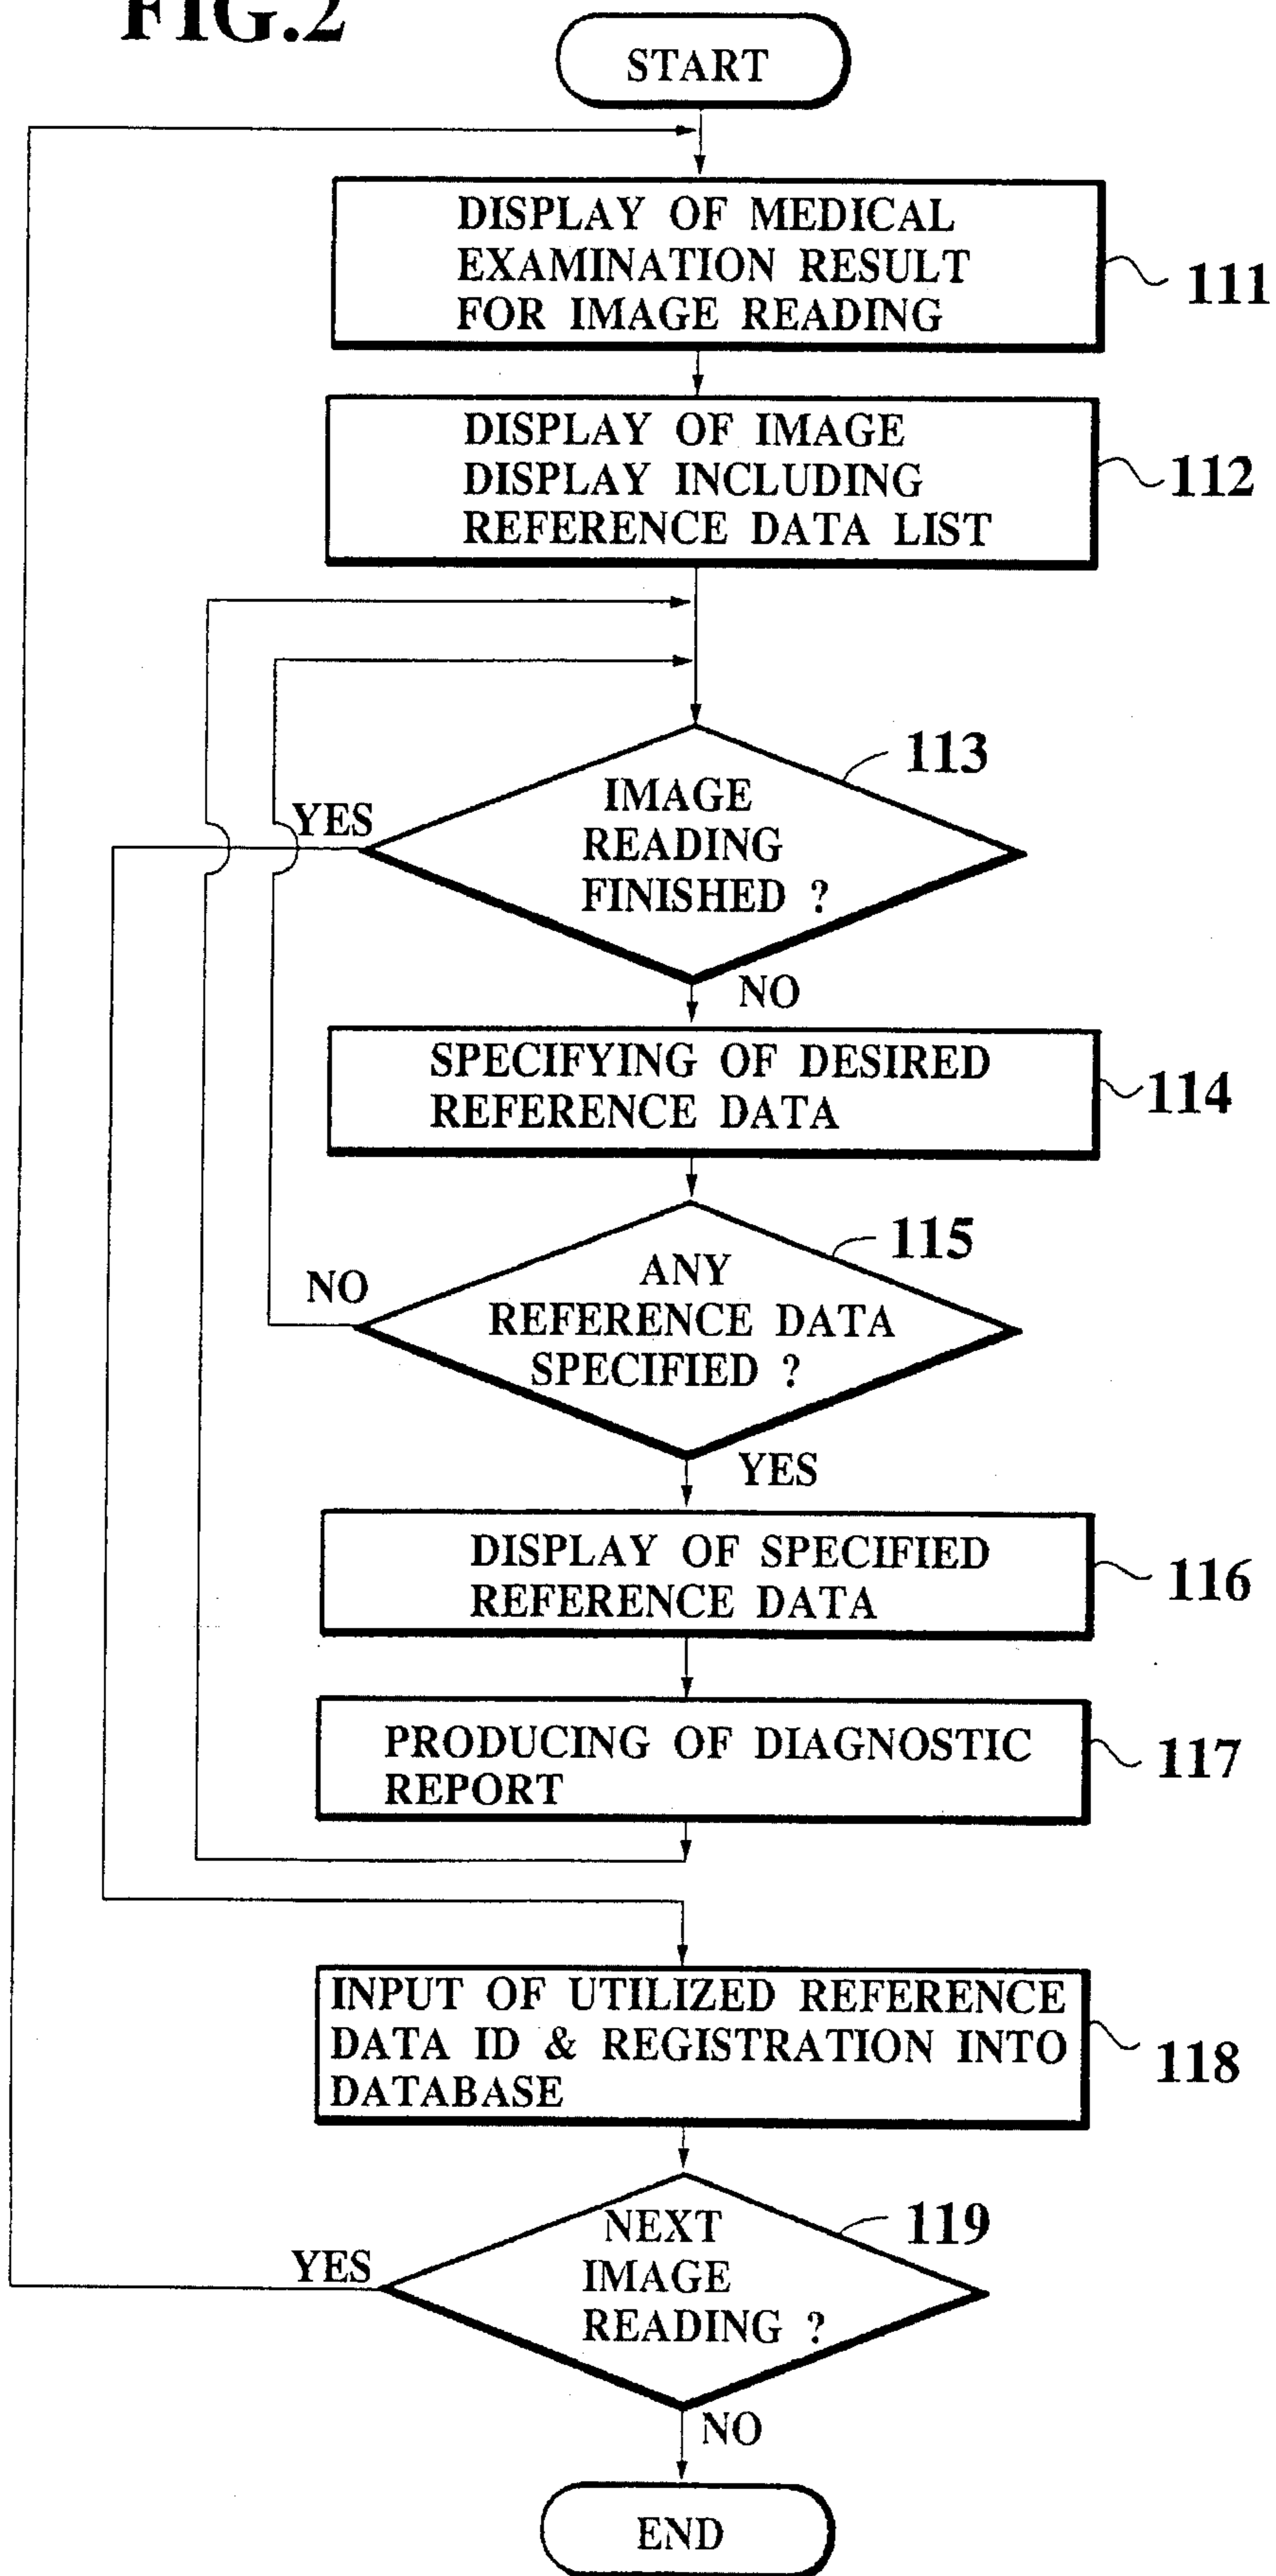 FIG.2
START
DISPLAY OF MEDICAL
EXAMINATION RESULT
FOR IMAGE READING
111
DISPLAY OF IMAGE
DISPLAY INCLUDING
REFERENCE DATA LIST
112
113
YES
IMAGE
READING
FINISHED ?
NO
SPECIFYING OF DESIRED
REFERENCE DATA
114
115
NO
ANY
REFERENCE DATA
SPECIFIED ?
YES
DISPLAY OF SPECIFIED
REFERENCE DATA
116
PRODUCING OF DIAGNOSTIC
REPORT
117
INPUT OF UTILIZED REFERENCE
DATA ID & REGISTRATION INTO
DATABASE
118
119
YES
NEXT
IMAGE
READING ?
NO
END